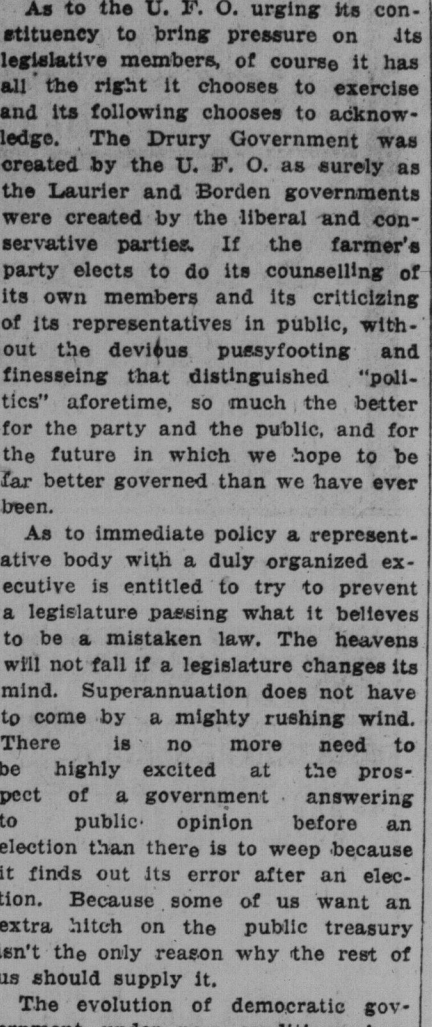 As to the U. F. O. urging its con-
stituency to bring pressure on its
legislative members, of course it has
all the right it chooses to exercise
and its following chooses to acknow-
ledge. The Drury Government was
created by the U. F. O. as surely as
the Laurier and Borden governments
were created by the liberal and con-
servative parties. If the farmer's
party elects to do its counselling of
its own members and its criticizing
of its representatives in public, with-
out the devious pussyfooting and
finesseing that distinguished "poli-
tics" aforetime, so much the better
for the party and the public, and for
the future in which we hope to be
far better governed than we have ever
been.
As to immediate policy a represent-
ative body with a duly organized ex-
ecutive is entitled to try to prevent
a legislature passing what it believes
to be a mistaken law. The heavens
will not fall if a legislature changes its
mind. Superannuation does not have
to come by a mighty rushing wind.
There is no more need to
be highly excited at the pros-
pect of a government answering
to public opinion before an
election than there is to weep because
it finds out its error after an elec-
tion. Because some of us want an
extra hitch on the public treasury
isn't the only reason why the rest of
us should supply it.
The evolution of democratic gov-